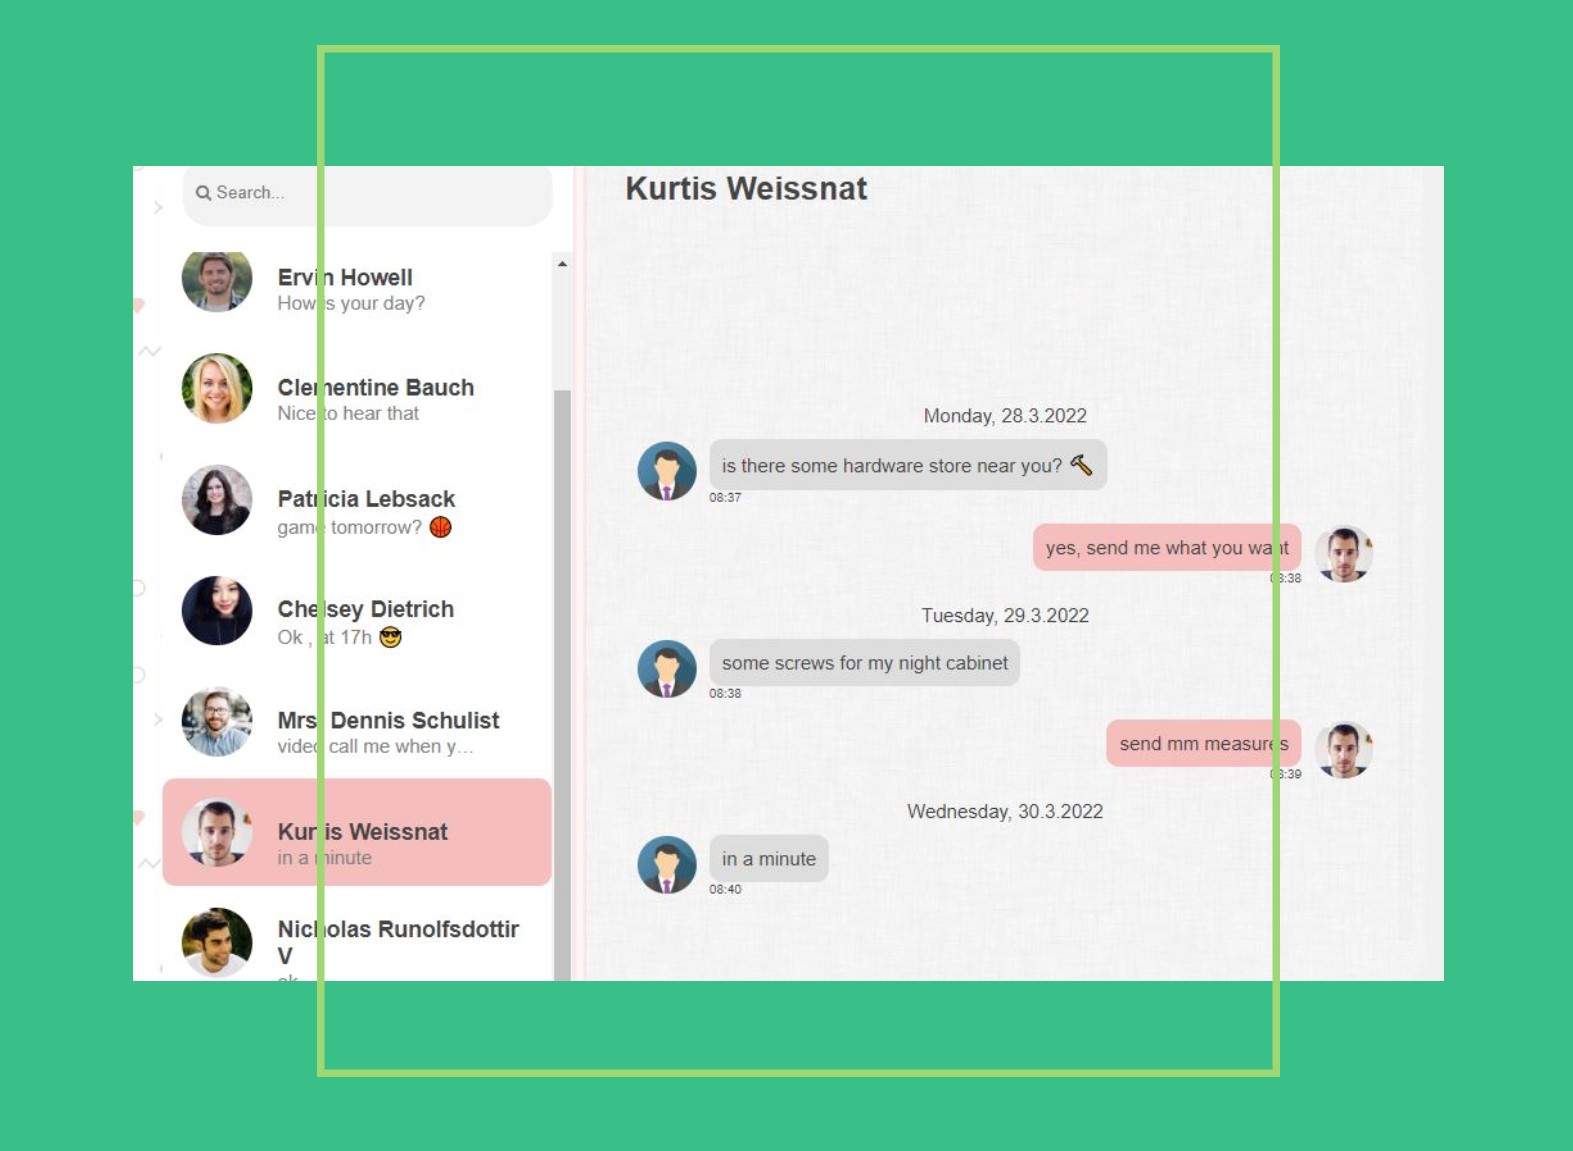 Search...
Ervin Howell
How's your day?
Clementine Bauch
Nice to hear that
Patricia Lebsack
game tomorrow? 🏀
Chelsey Dietrich
Ok , at 17h 😎
Mrs. Dennis Schulist
video call me when y...
Kurtis Weissnat
in a minute
Nicholas Runolfsdottir
V
Kurtis Weissnat
Monday, 28.3.2022
is there some hardware store near you? 🔨
08:37
yes, send me what you want
08:38
Tuesday, 29.3.2022
some screws for my night cabinet
08:38
send mm measures
08:39
Wednesday, 30.3.2022
in a minute
08:40